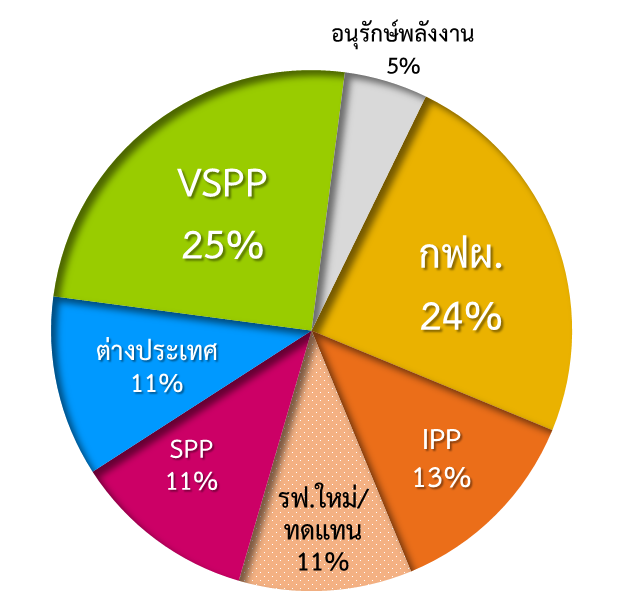 อนุรักษ์พลังงาน
5%
VSPP
25%
กฟผ.
24%
ต่างประเทศ
11%
SPP
11%
IPP
13%
รฟ.ใหม่/
ทดแทน
11%